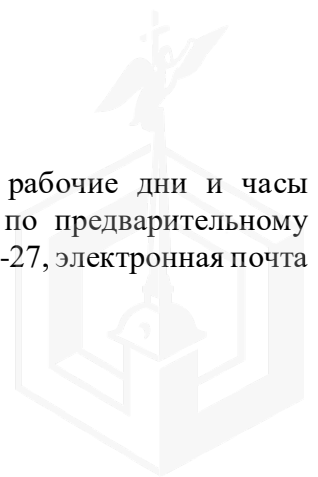 рабочие дни и часы
по предварительному
-27, электронная почта